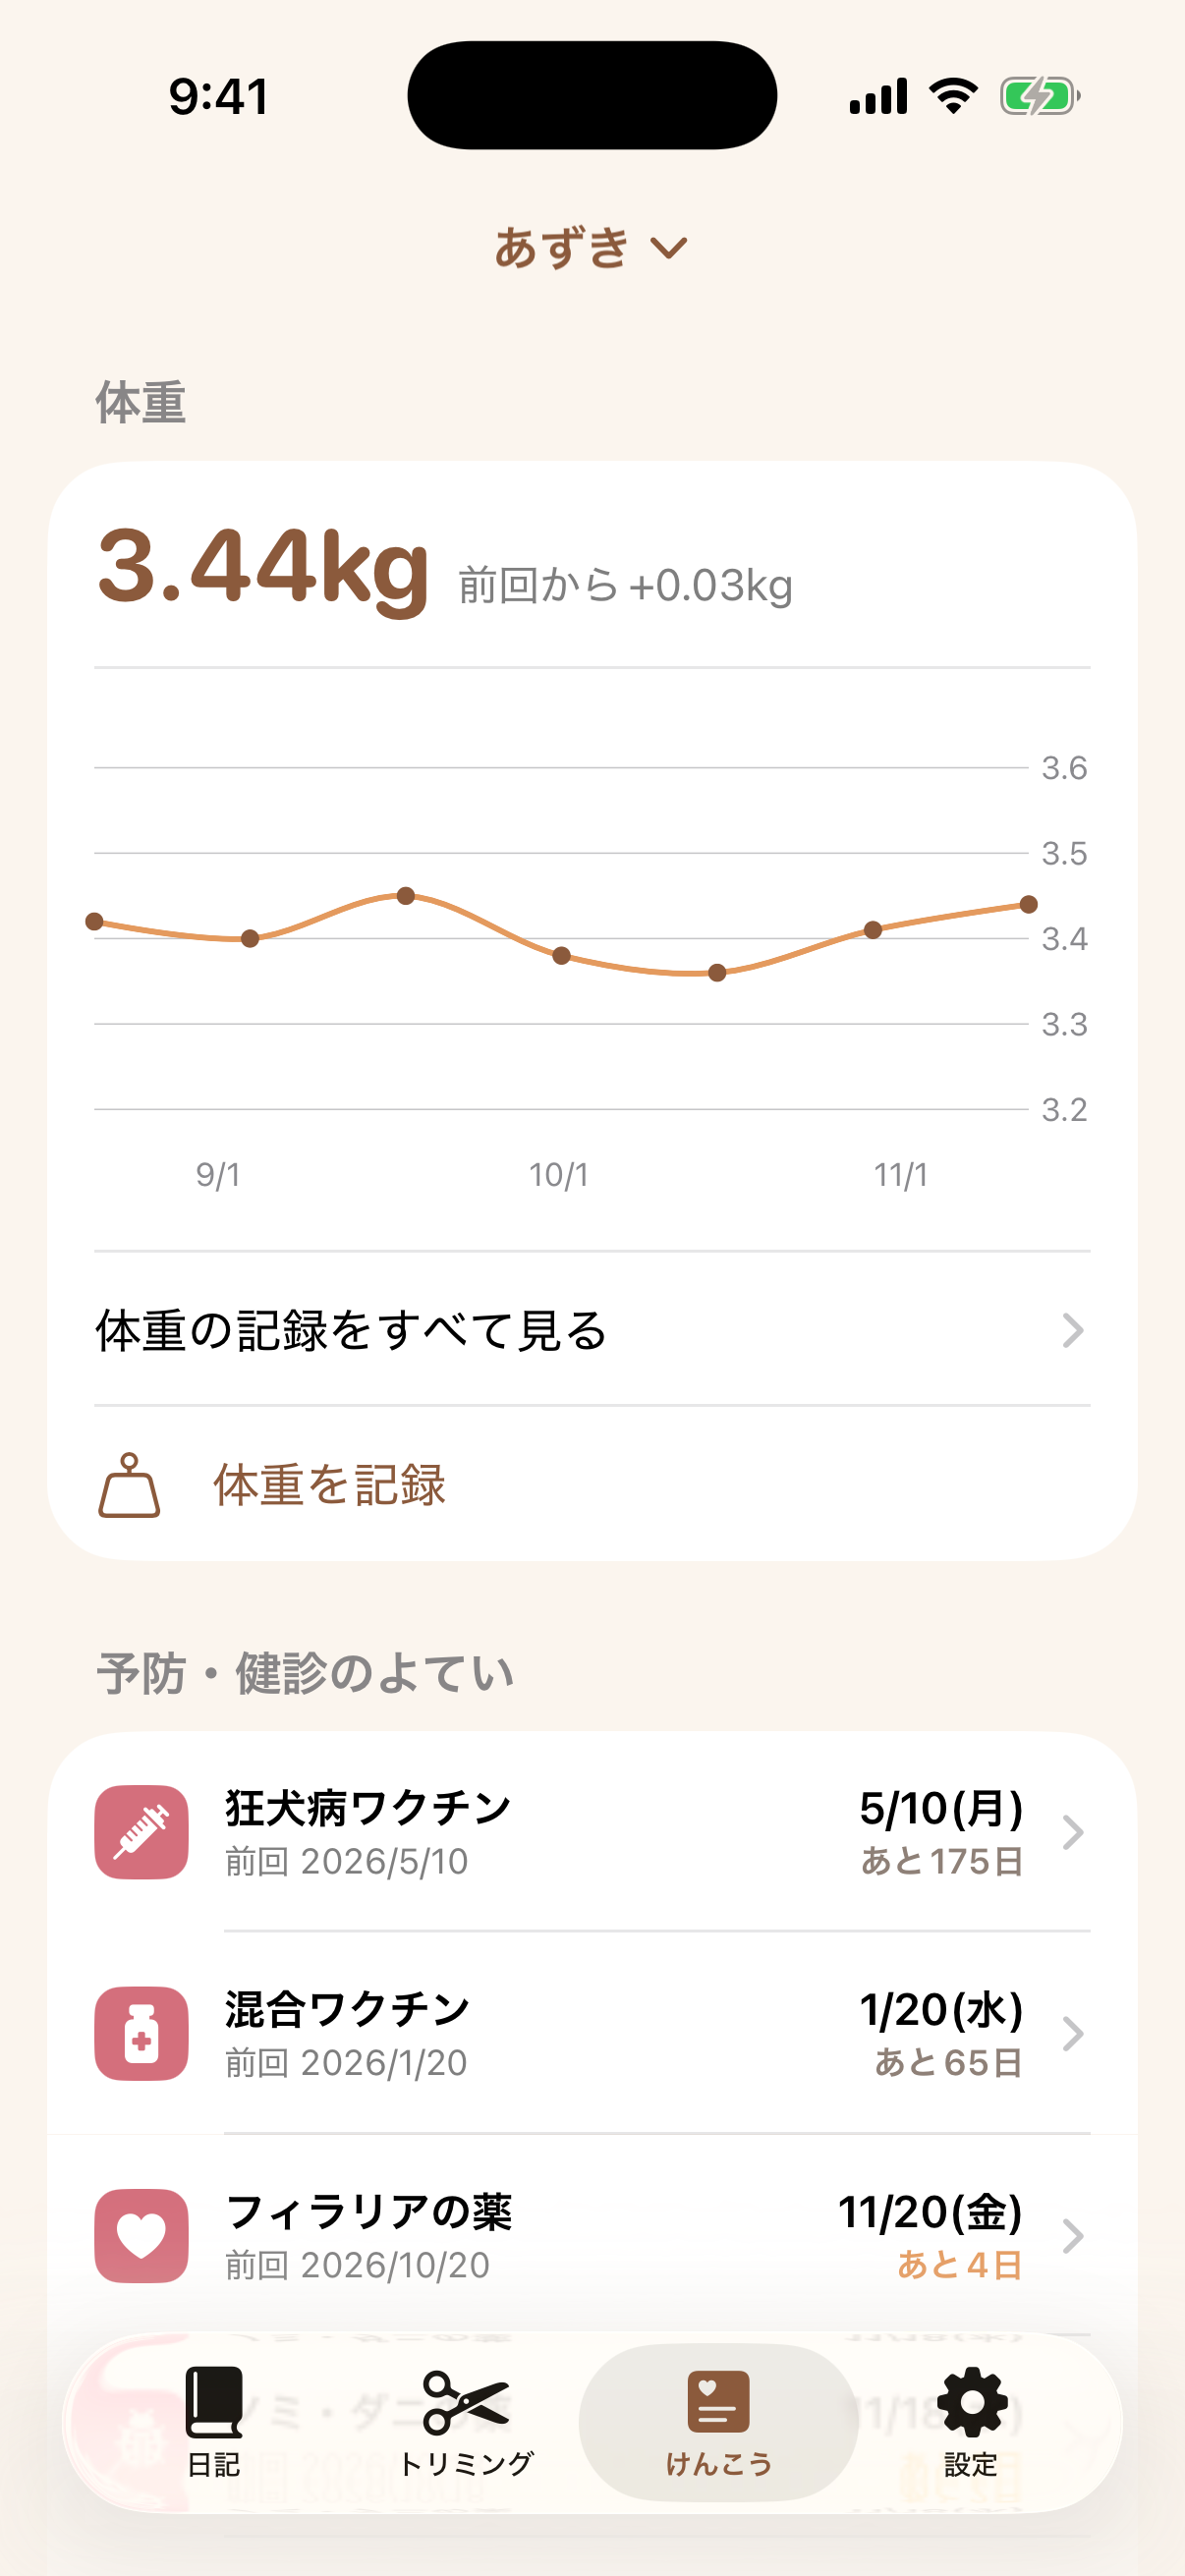 9:41
あずき
体重
3.44kg 前回から+0.03kg
3.6
3.5
3.4
3.3
3.2
9/1 10/1 11/1
体重の記録をすべて見る
体重を記録
予防・健診のよてい
狂犬病ワクチン 5/10(月)
前回 2026/5/10 あと175日
混合ワクチン 1/20(水)
前回 2026/1/20 あと65日
フィラリアの薬 11/20(金)
前回 2026/10/20 あと4日
ノミ・ダニの薬
日記 トリミング けんこう 設定